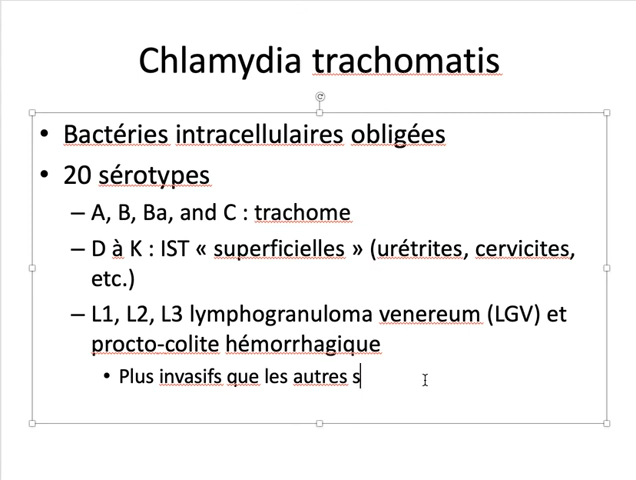 Chlamydia trachomatis
• Bactéries intracellulaires obligées
• 20 sérotypes
– A, B, Ba, and C : trachome
– D à K : IST « superficielles » (urétrites, cervicites,
etc.)
– L1, L2, L3 lymphogranuloma venereum (LGV) et
procto-colite hémorrhagique
• Plus invasifs que les autres s